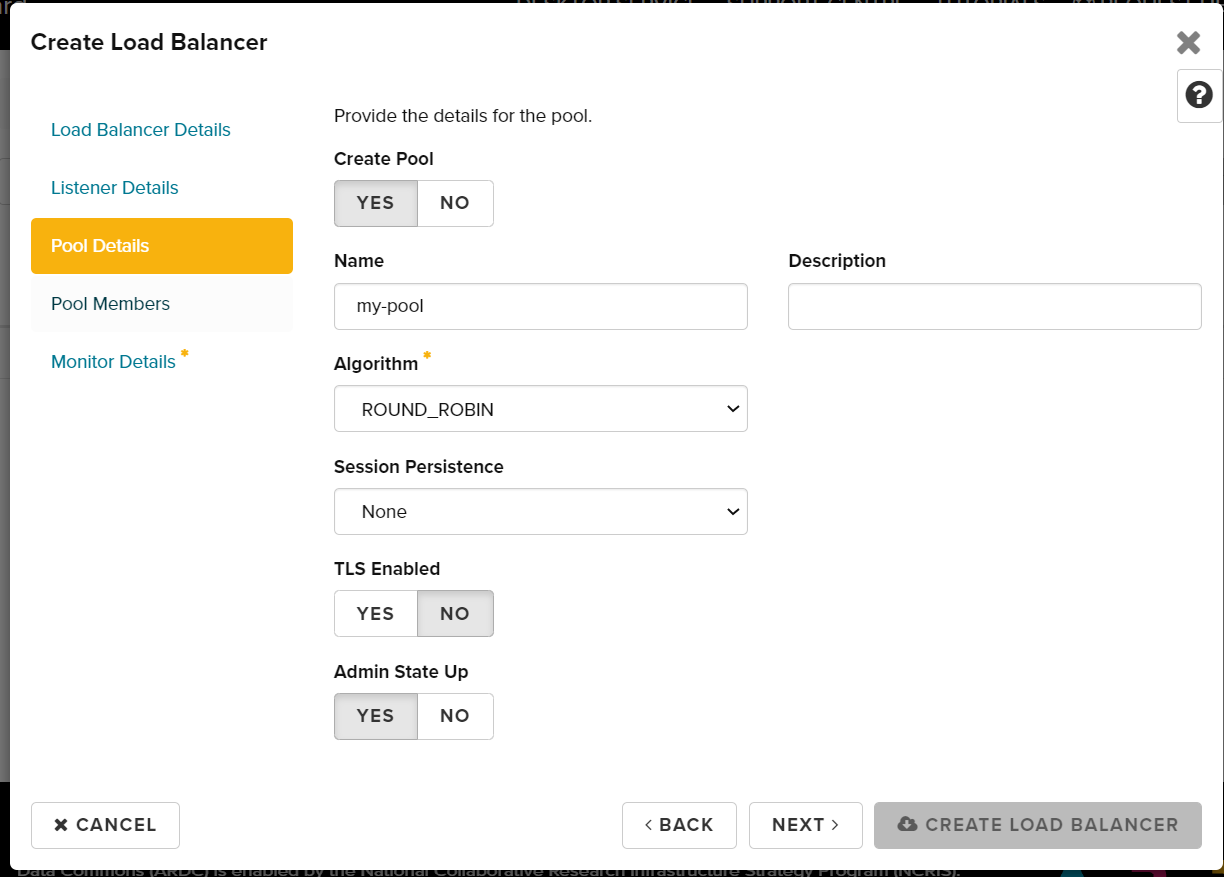 Create Load Balancer
Load Balancer Details
Listener Details
Pool Details
Pool Members
Monitor Details *
Provide the details for the pool.
Create Pool
YES NO
Name
my-pool
Description
Algorithm *
ROUND_ROBIN
Session Persistence
None
TLS Enabled
YES NO
Admin State Up
YES NO
CANCEL
BACK
NEXT
CREATE LOAD BALANCER
Data Commons (ARDC) is enabled by the National Collaborative Research Infrastructure Strategy Program (NCRIS).